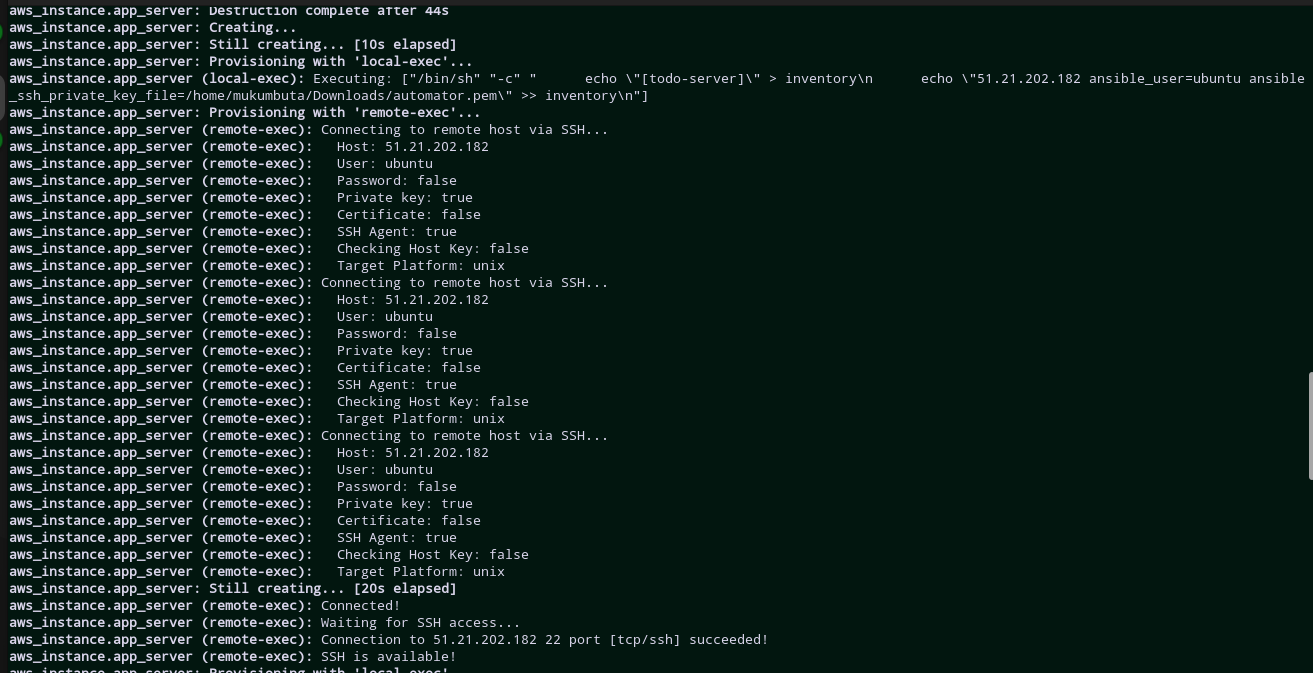 aws_instance.app_server: Destruction complete after 44s
aws_instance.app_server: Creating...
aws_instance.app_server: Still creating... [10s elapsed]
aws_instance.app_server: Provisioning with 'local-exec'...
aws_instance.app_server (local-exec): Executing: ["/bin/sh" "-c" "      echo \"[todo-server]\" > inventory\n      echo \"51.21.202.182 ansible_user=ubuntu ansible
_ssh_private_key_file=/home/mukumbuta/Downloads/automator.pem\" >> inventory\n"]
aws_instance.app_server: Provisioning with 'remote-exec'...
aws_instance.app_server (remote-exec): Connecting to remote host via SSH...
aws_instance.app_server (remote-exec):   Host: 51.21.202.182
aws_instance.app_server (remote-exec):   User: ubuntu
aws_instance.app_server (remote-exec):   Password: false
aws_instance.app_server (remote-exec):   Private key: true
aws_instance.app_server (remote-exec):   Certificate: false
aws_instance.app_server (remote-exec):   SSH Agent: true
aws_instance.app_server (remote-exec):   Checking Host Key: false
aws_instance.app_server (remote-exec):   Target Platform: unix
aws_instance.app_server (remote-exec): Connecting to remote host via SSH...
aws_instance.app_server (remote-exec):   Host: 51.21.202.182
aws_instance.app_server (remote-exec):   User: ubuntu
aws_instance.app_server (remote-exec):   Password: false
aws_instance.app_server (remote-exec):   Private key: true
aws_instance.app_server (remote-exec):   Certificate: false
aws_instance.app_server (remote-exec):   SSH Agent: true
aws_instance.app_server (remote-exec):   Checking Host Key: false
aws_instance.app_server (remote-exec):   Target Platform: unix
aws_instance.app_server (remote-exec): Connecting to remote host via SSH...
aws_instance.app_server (remote-exec):   Host: 51.21.202.182
aws_instance.app_server (remote-exec):   User: ubuntu
aws_instance.app_server (remote-exec):   Password: false
aws_instance.app_server (remote-exec):   Private key: true
aws_instance.app_server (remote-exec):   Certificate: false
aws_instance.app_server (remote-exec):   SSH Agent: true
aws_instance.app_server (remote-exec):   Checking Host Key: false
aws_instance.app_server (remote-exec):   Target Platform: unix
aws_instance.app_server: Still creating... [20s elapsed]
aws_instance.app_server (remote-exec): Connected!
aws_instance.app_server (remote-exec): Waiting for SSH access...
aws_instance.app_server (remote-exec): Connection to 51.21.202.182 22 port [tcp/ssh] succeeded!
aws_instance.app_server (remote-exec): SSH is available!
aws_instance.app_server: Provisioning with 'local-exec'